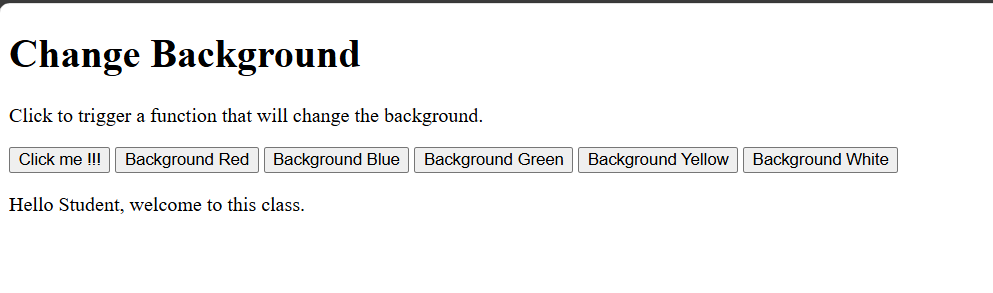 Change Background
Click to trigger a function that will change the background.
Click me !!! Background Red Background Blue Background Green Background Yellow Background White
Hello Student, welcome to this class.